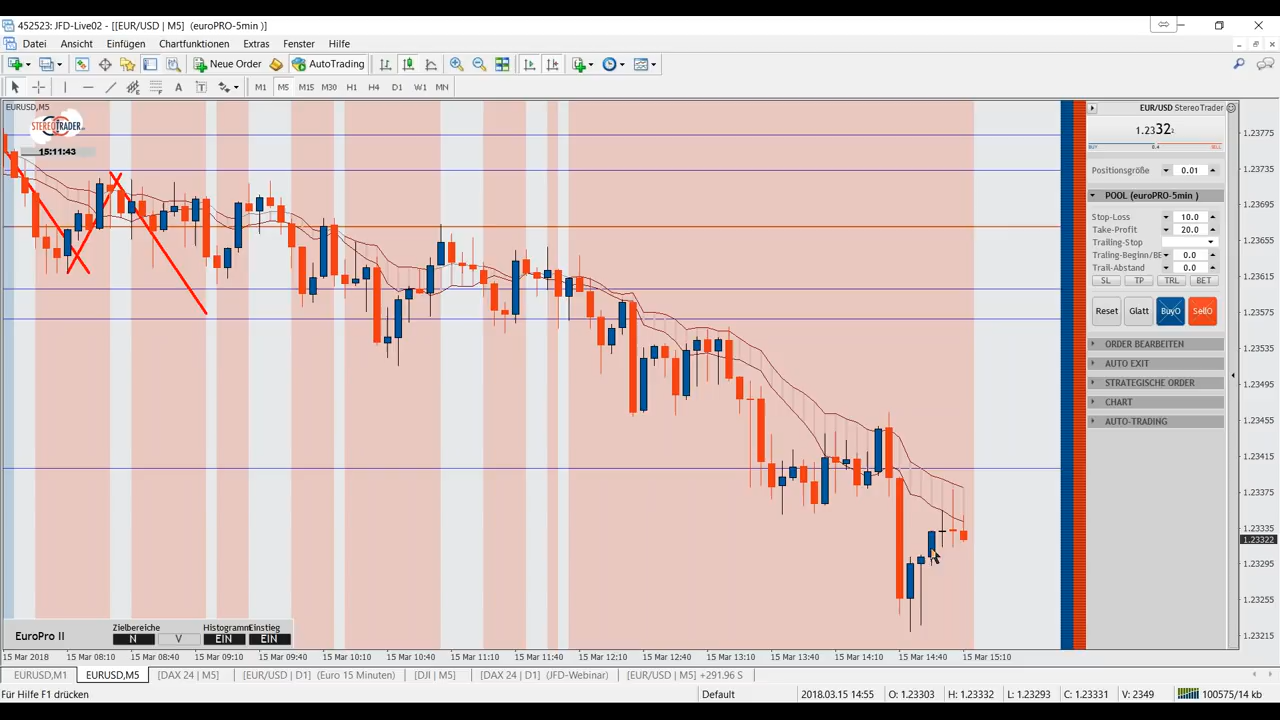 452523: JFD-Live02 - [[EUR/USD | M5] (euroPRO-5min )]
Datei Ansicht Einfügen Chartfunktionen Extras Fenster Hilfe
New Order AutoTrading
A T M1 M5 M15 M30 H1 H4 D1 W1 MN
EURUSD,M5
STEREOTRADER
15:11:43
EUR/USD StereoTrader
1.23322
BUY 0.4 SELL
Positionsgröße 0.01
POOL (euroPRO-5min )
Stop-Loss 10.0
Take-Profit 20.0
Trailing-Stop
Traling-Beginn/BE 0.0
Trail-Abstand 0.0
SL TP TRL BET
Reset Glatt BuyO SellO
ORDER BEARBEITEN
AUTO EXIT
STRATEGISCHE ORDER
CHART
AUTO-TRADING
1.23775
1.23735
1.23695
1.23655
1.23615
1.23575
1.23535
1.23495
1.23455
1.23415
1.23375
1.23335
1.23322
1.23295
1.23255
1.23215
Zielbereiche Histogramm Einstieg
EuroPro II N V EIN EIN
15 Mar 2018 15 Mar 08:10 15 Mar 08:40 15 Mar 09:10 15 Mar 09:40 15 Mar 10:10 15 Mar 10:40 15 Mar 11:10 15 Mar 11:40 15 Mar 12:10 15 Mar 12:40 15 Mar 13:10 15 Mar 13:40 15 Mar 14:10 15 Mar 14:40 15 Mar 15:10
EURUSD,M1 EURUSD,M5 [DAX 24 | M5] [EUR/USD | D1] (Euro 15 Minuten) [DJI | M5] [DAX 24 | D1] (JFD-Webinar) [EUR/USD | M5] +291.96 S
Für Hilfe F1 drücken Default 2018.03.15 14:55 O: 1.23303 H: 1.23332 L: 1.23293 C: 1.23331 V: 2349 100575/14 kb